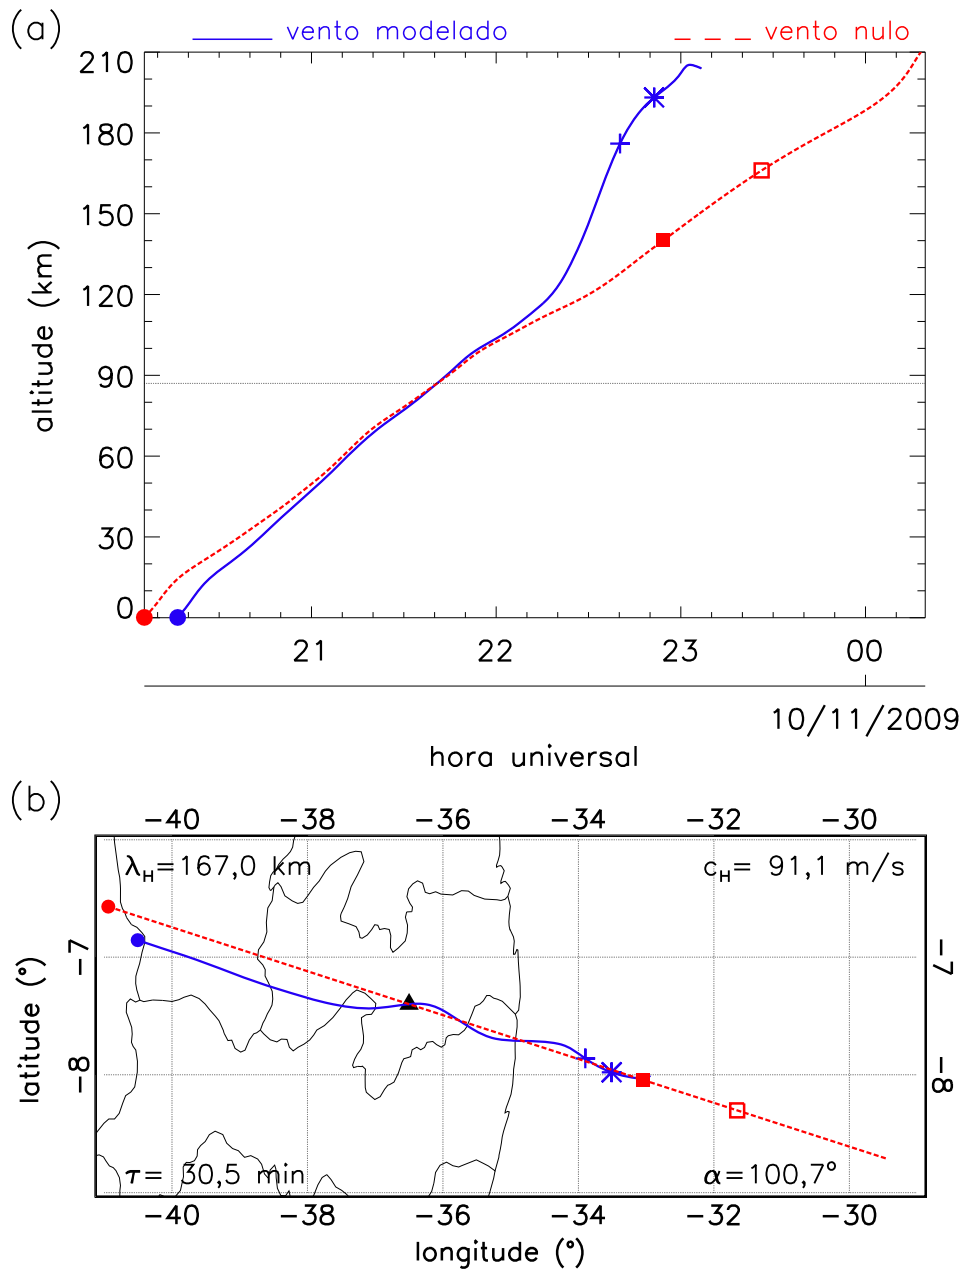 (a)
vento modelado vento nulo
210
180
150
120
90
60
30
0
altitude (km)
21 22 23 00
10/11/2009
hora universal
(b)
−40 −38 −36 −33 −32 −29
λH=167,0 km cH= 91,1 m/s
−7 −7
−8 −8
latitude (°)
τ= 30,5 min α=100,7°
−40 −38 −36 −34 −32 −30
longitude (°)